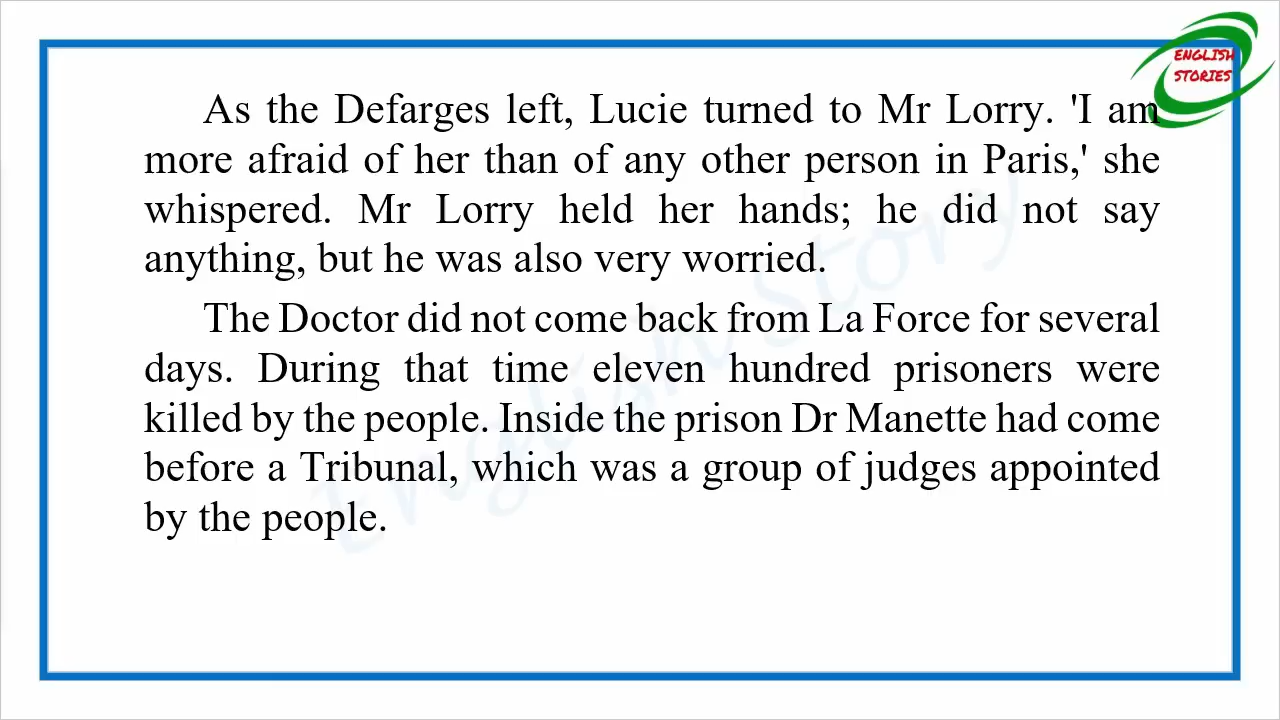 ENGLISH
STORIES
As the Defarges left, Lucie turned to Mr Lorry. 'I am
more afraid of her than of any other person in Paris,' she
whispered. Mr Lorry held her hands; he did not say
anything, but he was also very worried.
The Doctor did not come back from La Force for several
days. During that time eleven hundred prisoners were
killed by the people. Inside the prison Dr Manette had come
before a Tribunal, which was a group of judges appointed
by the people.
English Story